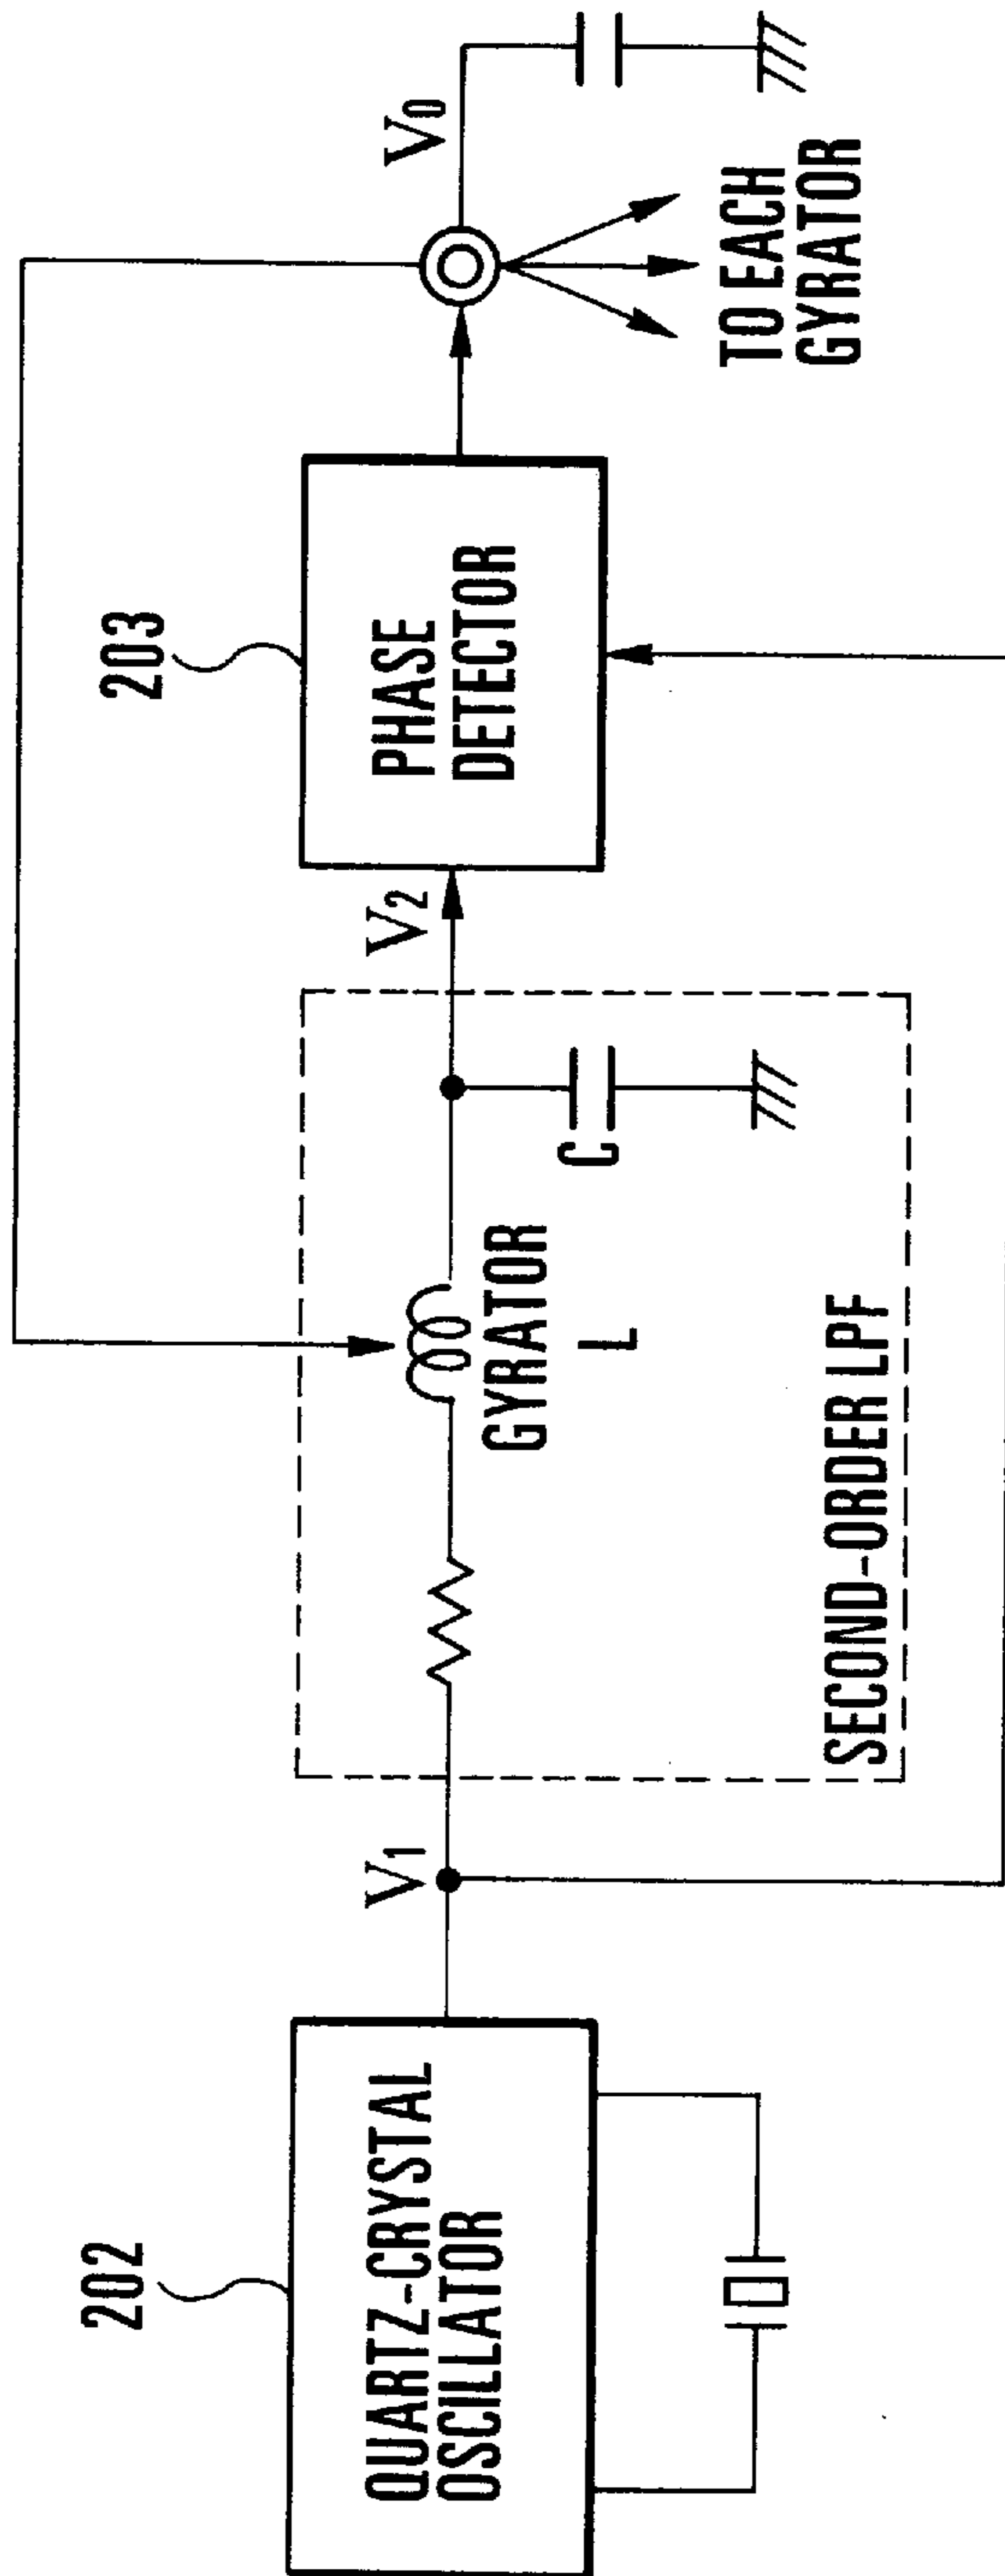 202
QUARTZ-CRYSTAL
OSCILLATOR
V1
GYRATOR
L
C
SECOND-ORDER LPF
V2
203
PHASE
DETECTOR
V0
TO EACH
GYRATOR